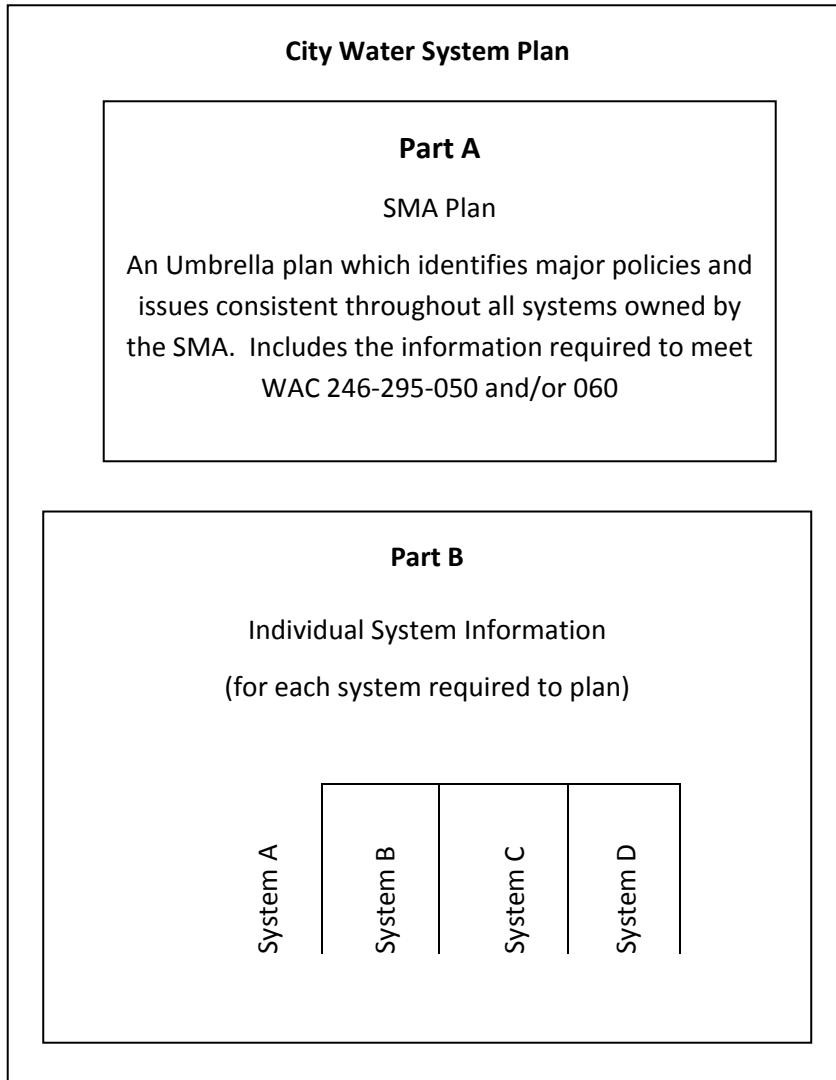 City Water System Plan
Part A
SMA Plan
An Umbrella plan which identifies major policies and
issues consistent throughout all systems owned by
the SMA.  Includes the information required to meet
WAC 246-295-050 and/or 060
Part B
Individual System Information
(for each system required to plan)
System A
System B
System C
System D